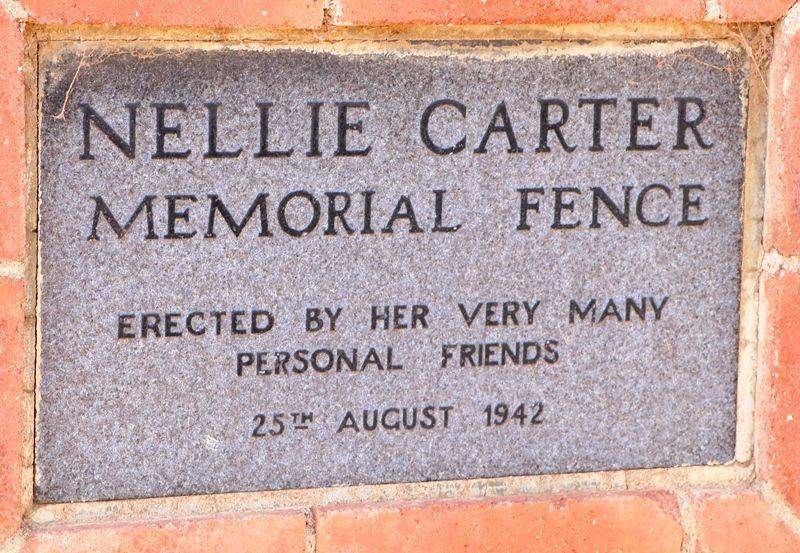 NELLIE CARTER
MEMORIAL FENCE
ERECTED BY HER VERY MANY
PERSONAL FRIENDS
25TH AUGUST 1942